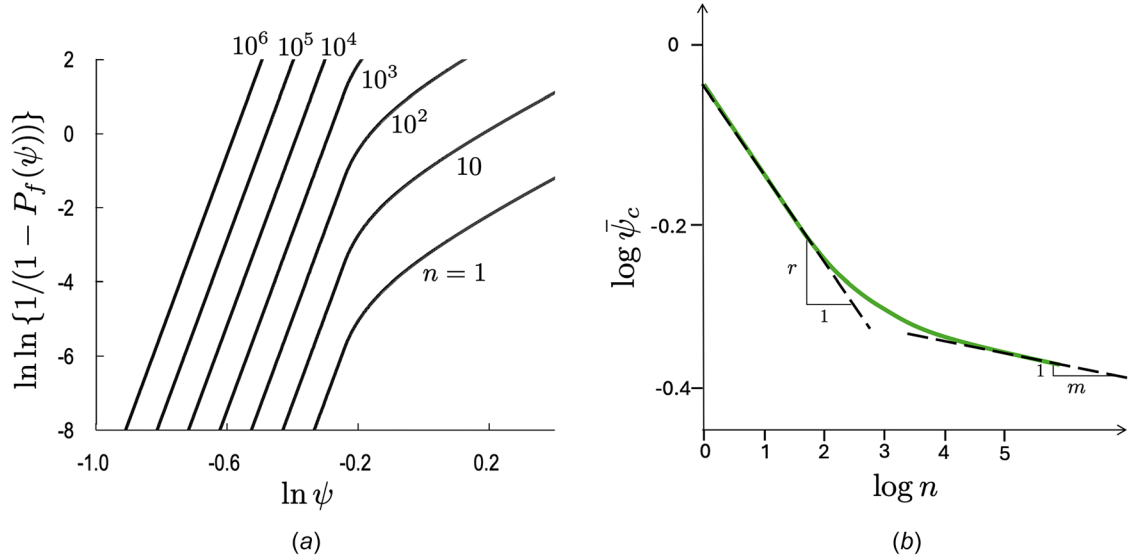 10^6 10^5 10^4
10^3
10^2
10
n = 1
2
0
-2
-4
-6
-8
-1.0 -0.6 -0.2 0.2
ln ln {1/(1 − P_f(ψ))}
ln ψ
(a)
0
-0.2
-0.4
log ψ̄_c
r
1
1
m
0 1 2 3 4 5
log n
(b)